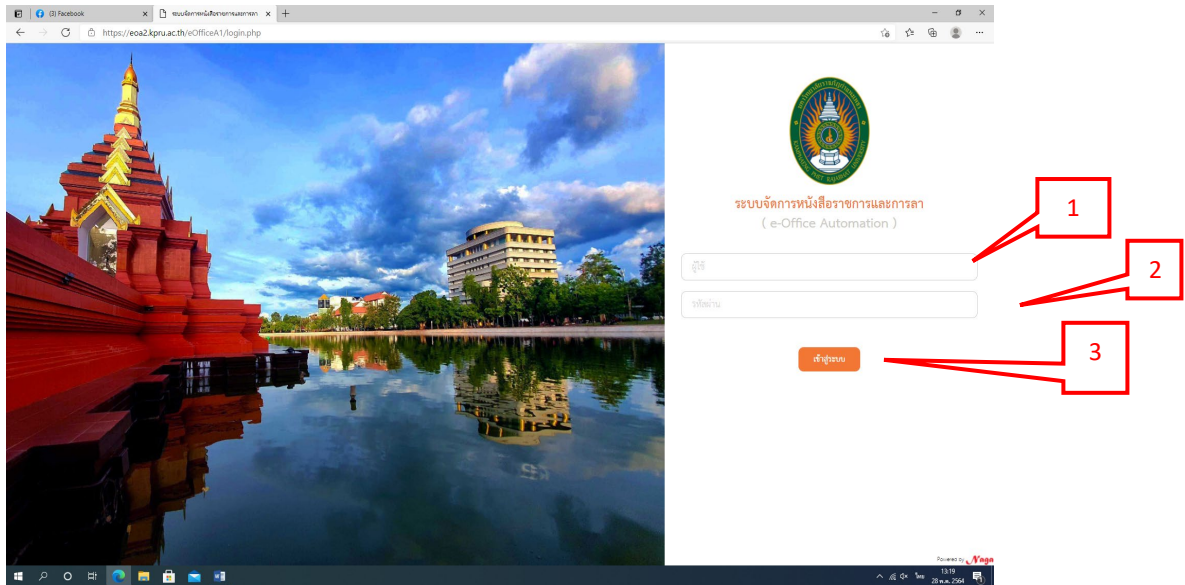 (3) Facebook
ระบบจัดการหนังสือราชการและการลา
https://eoa2.kpru.ac.th/eOfficeA1/login.php
ระบบจัดการหนังสือราชการและการลา
( e-Office Automation )
1
ผู้ใช้
2
รหัสผ่าน
3
เข้าสู่ระบบ
Powered by Naga
ไทย
13:19
28 พ.ค. 2564